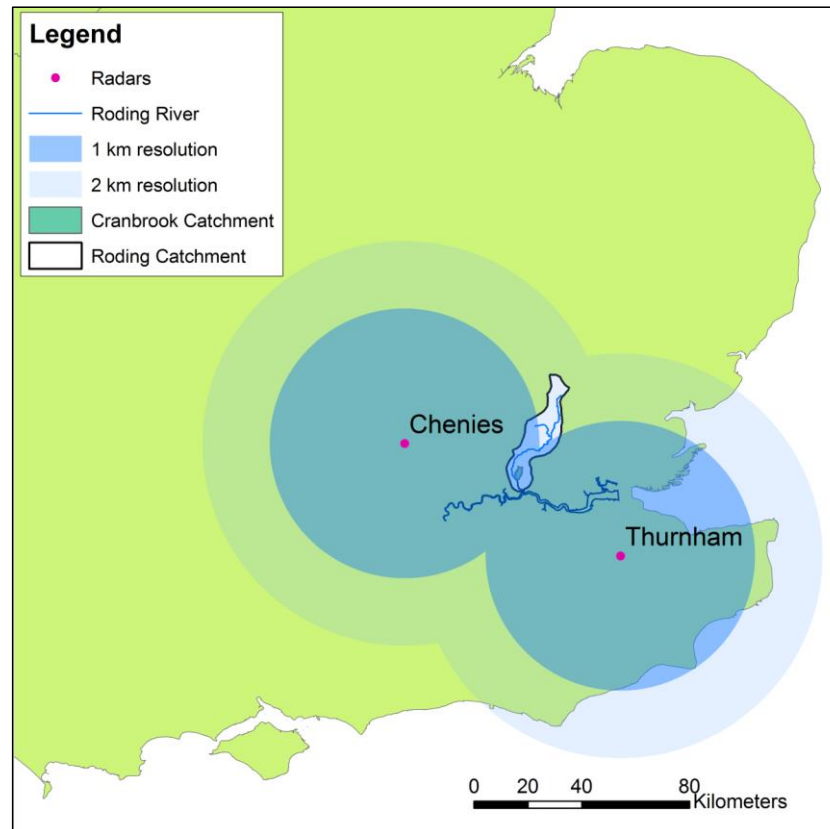 Legend
Radars
Roding River
1 km resolution
2 km resolution
Cranbrook Catchment
Roding Catchment
Chenies
Thurnham
0 20 40 80
Kilometers